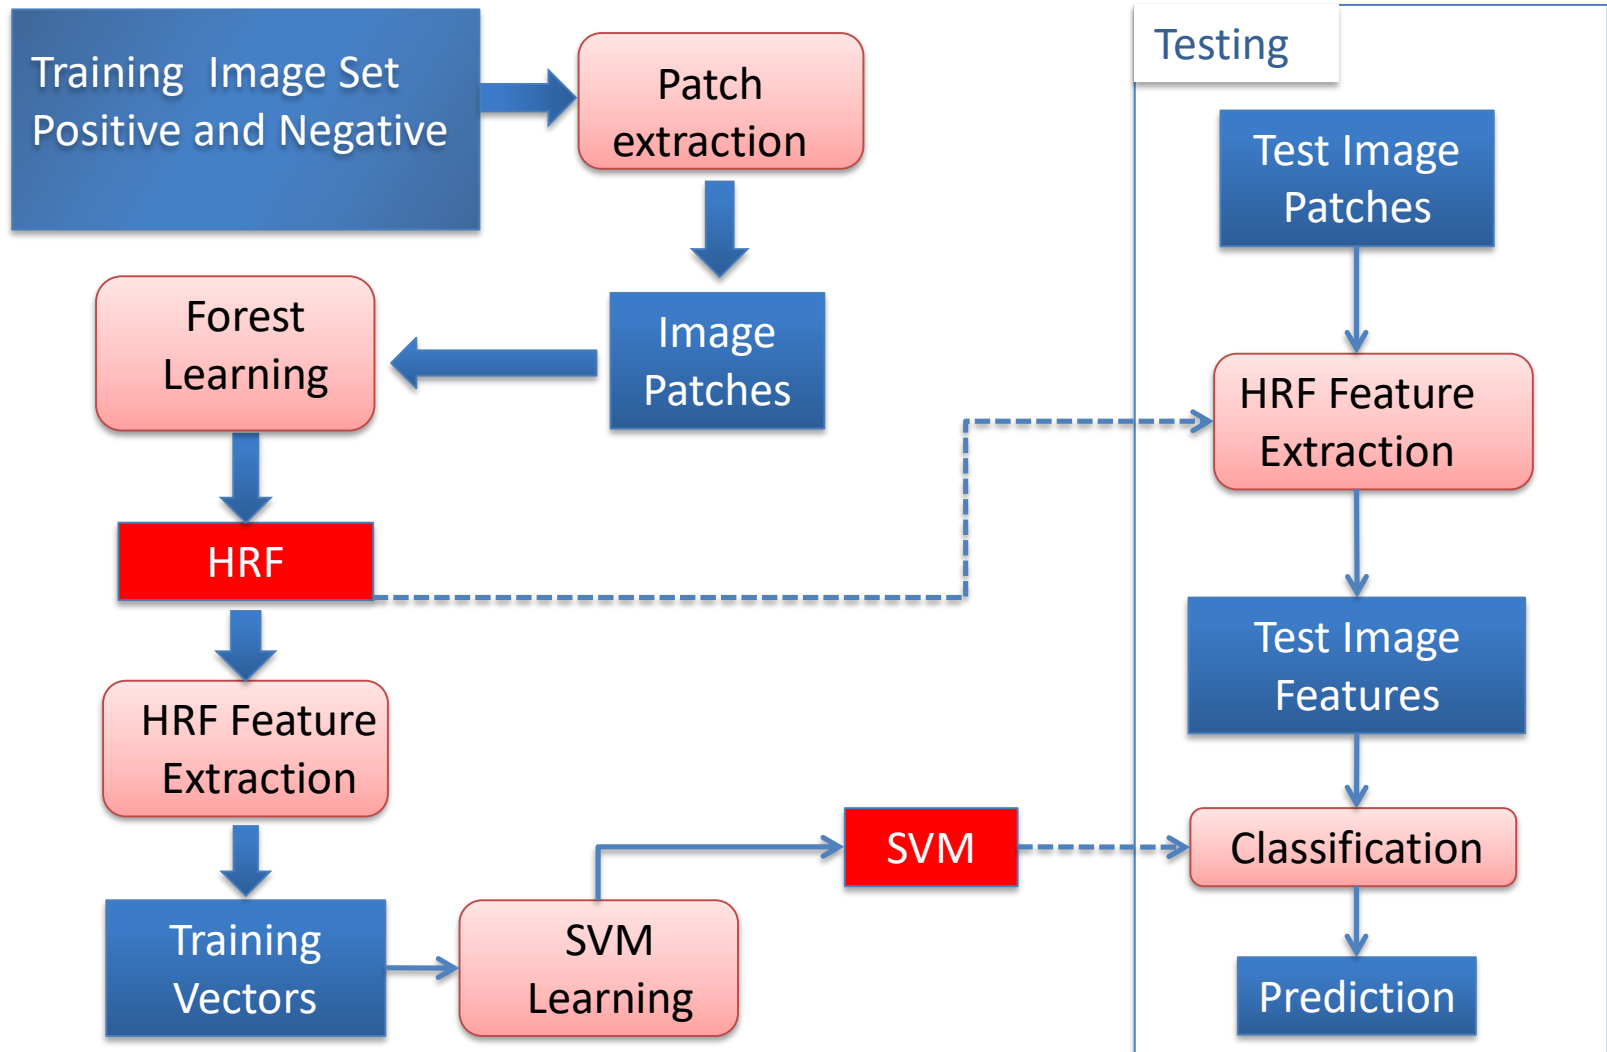 Training  Image Set
Positive and Negative
Patch
extraction
Image
Patches
Forest
Learning
HRF
HRF Feature
Extraction
Training
Vectors
SVM
Learning
SVM
Testing
Test Image
Patches
HRF Feature
Extraction
Test Image
Features
Classification
Prediction